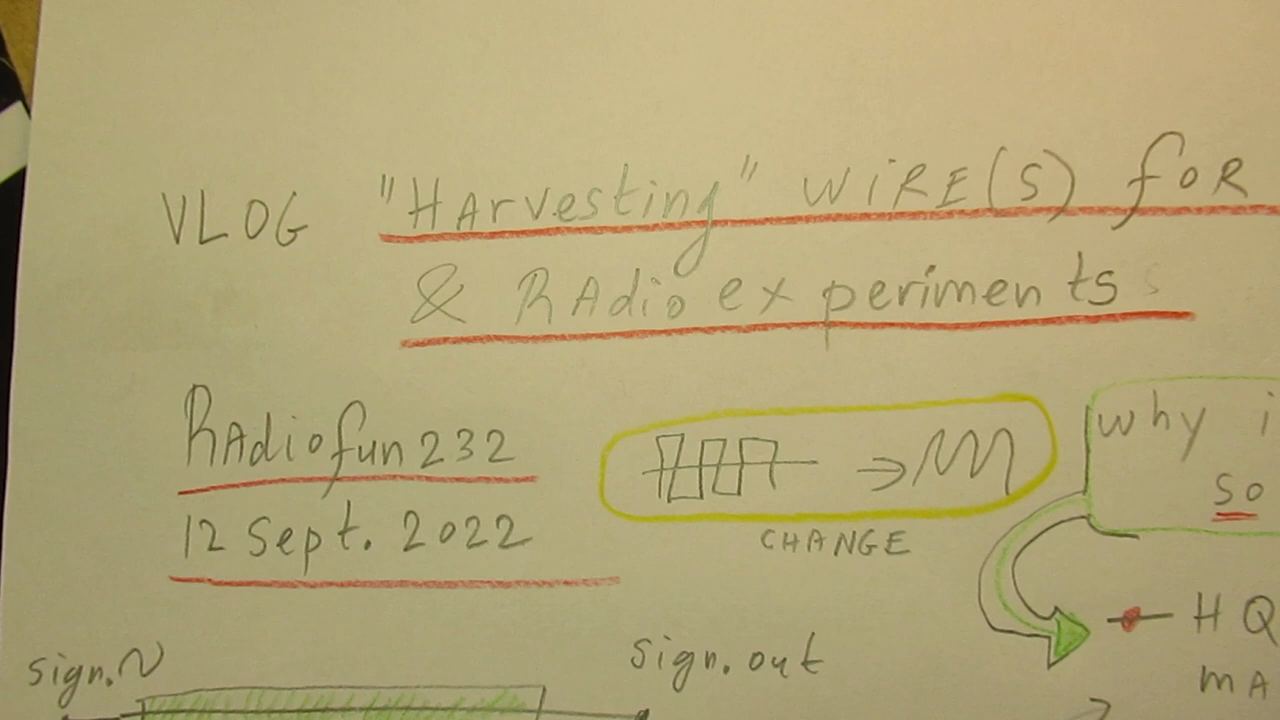 VLOG "HARvesting" WiRE(S) foR
& RAdio experiments
RAdiofun232
12 Sept. 2022
CHANGE
why i
so
HQ
mA
sign. ~
sign. out